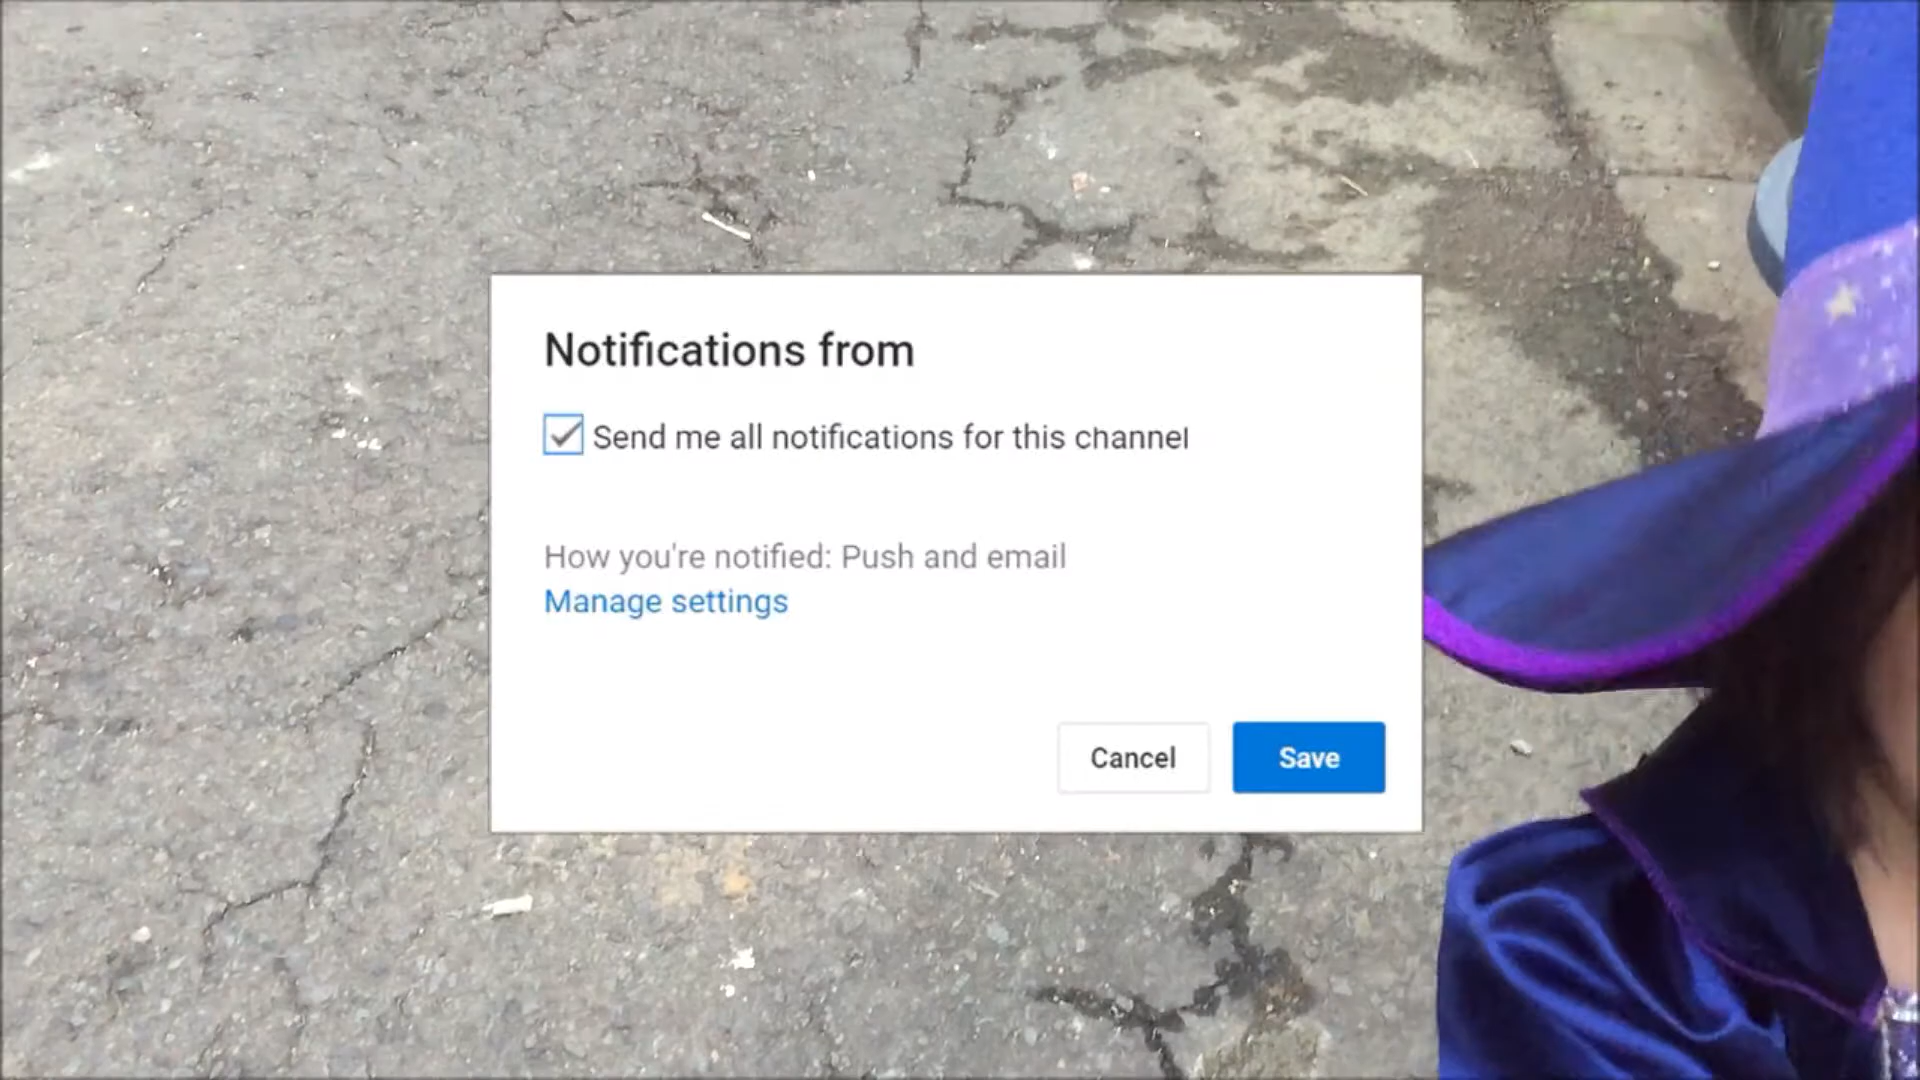 Notifications from
Send me all notifications for this channel
How you're notified: Push and email
Manage settings
Cancel
Save